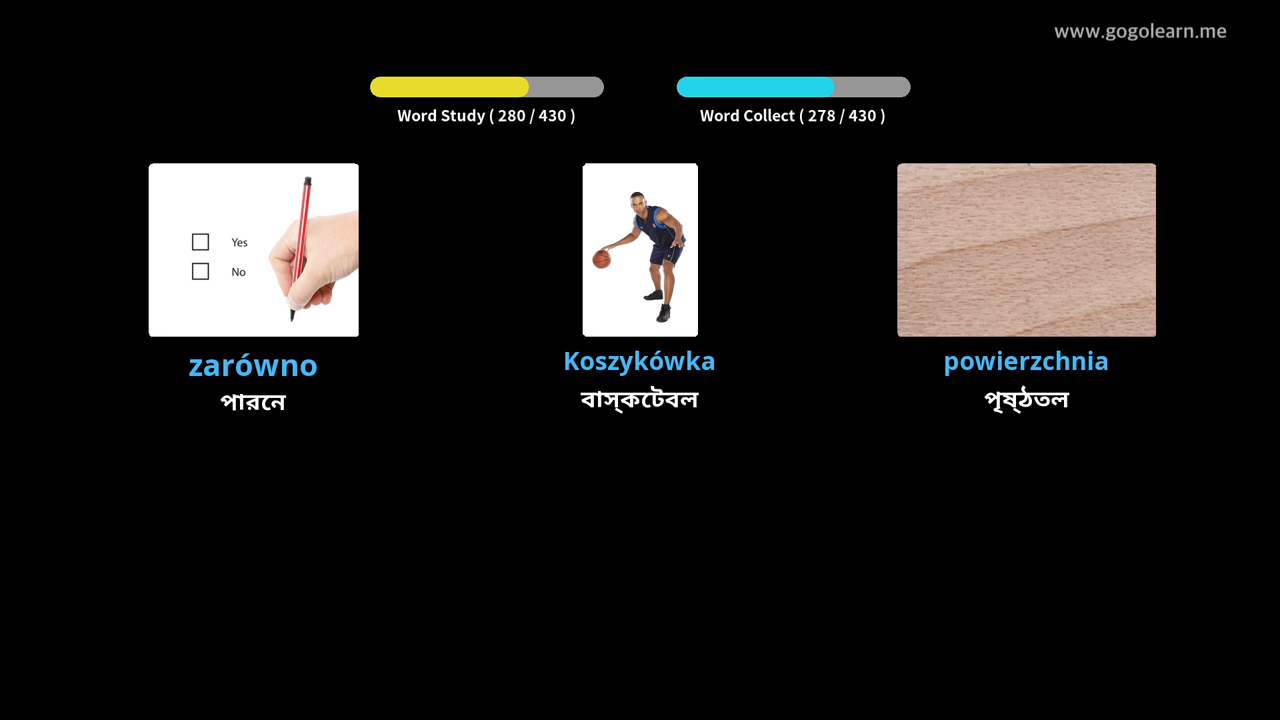 www.gogolearn.me
Word Study ( 280 / 430 )
Word Collect ( 278 / 430 )
Yes
No
zarówno
Koszykówka
powierzchnia
পারনে
বাস্কটেবল
পৃষ্ঠতল